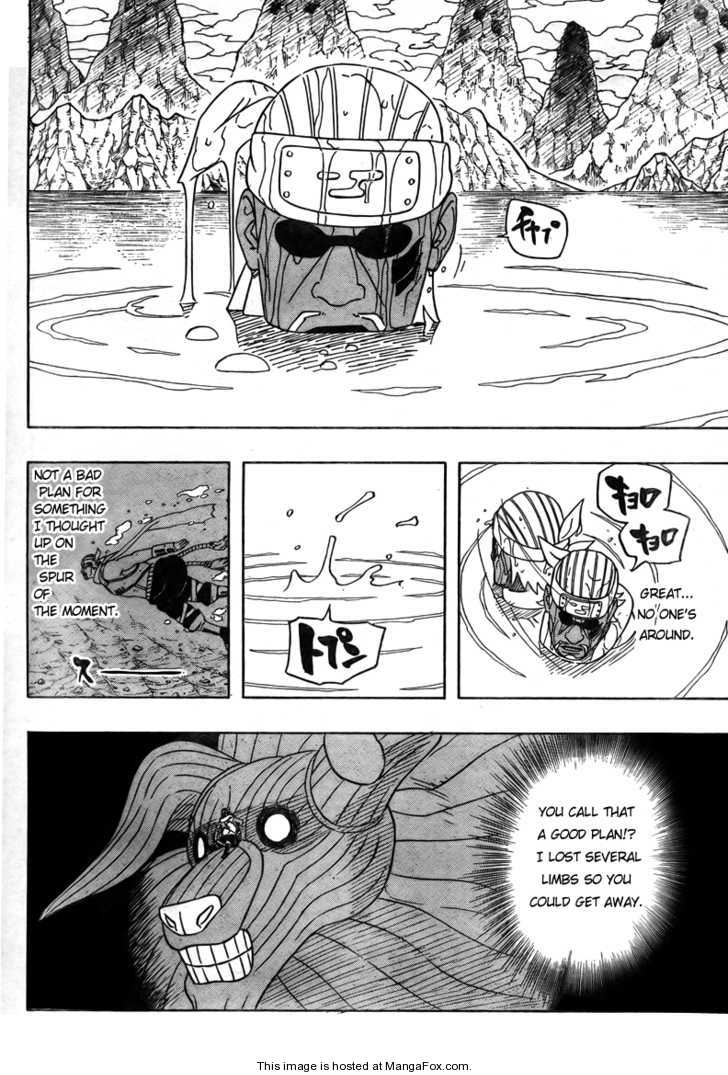 チャプ
キョロ
キョロ
GREAT...
NO ONE'S
AROUND.
トプン
NOT A BAD
PLAN FOR
SOMETHING
I THOUGHT
UP ON
THE
SPUR
OF
THE MOMENT.
スー
YOU CALL THAT
A GOOD PLAN!?
I LOST SEVERAL
LIMBS SO YOU
COULD GET AWAY.
This image is hosted at MangaFox.com.